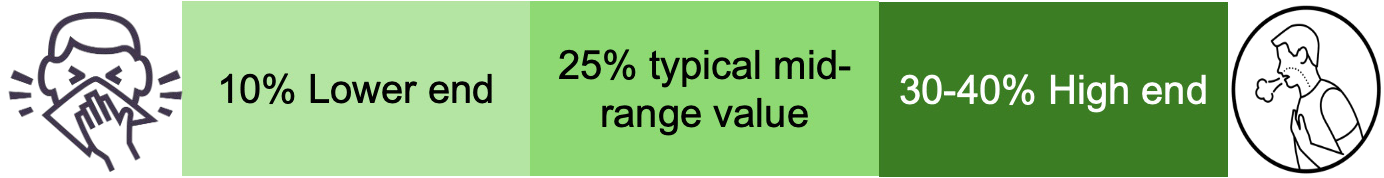 10% Lower end
25% typical mid-
range value
30-40% High end